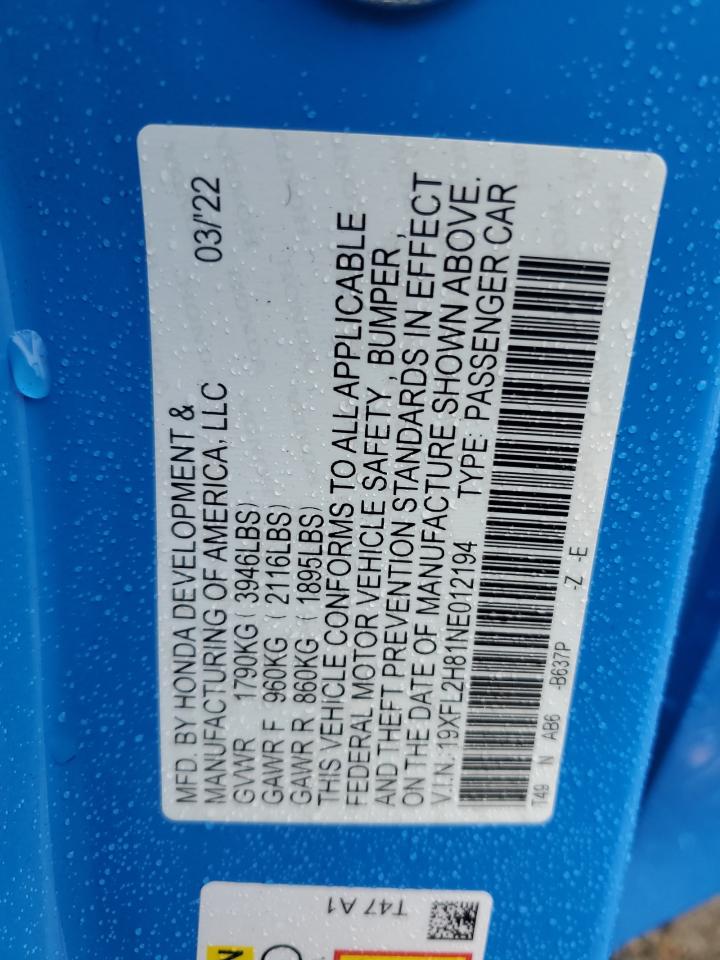 MFD. BY HONDA DEVELOPMENT &
MANUFACTURING OF AMERICA, LLC 03/'22
GVWR 1790KG ( 3946LBS)
GAWR F 960KG ( 2116LBS)
GAWR R 860KG ( 1895LBS)
THIS VEHICLE CONFORMS TO ALL APPLICABLE
FEDERAL MOTOR VEHICLE SAFETY , BUMPER ,
AND THEFT PREVENTION STANDARDS IN EFFECT
ON THE DATE OF MANUFACTURE SHOWN ABOVE.
V.I.N: 19XFL2H81NE012194 TYPE: PASSENGER CAR
T49 N AB6 -B637P -Z -E
T47 A1